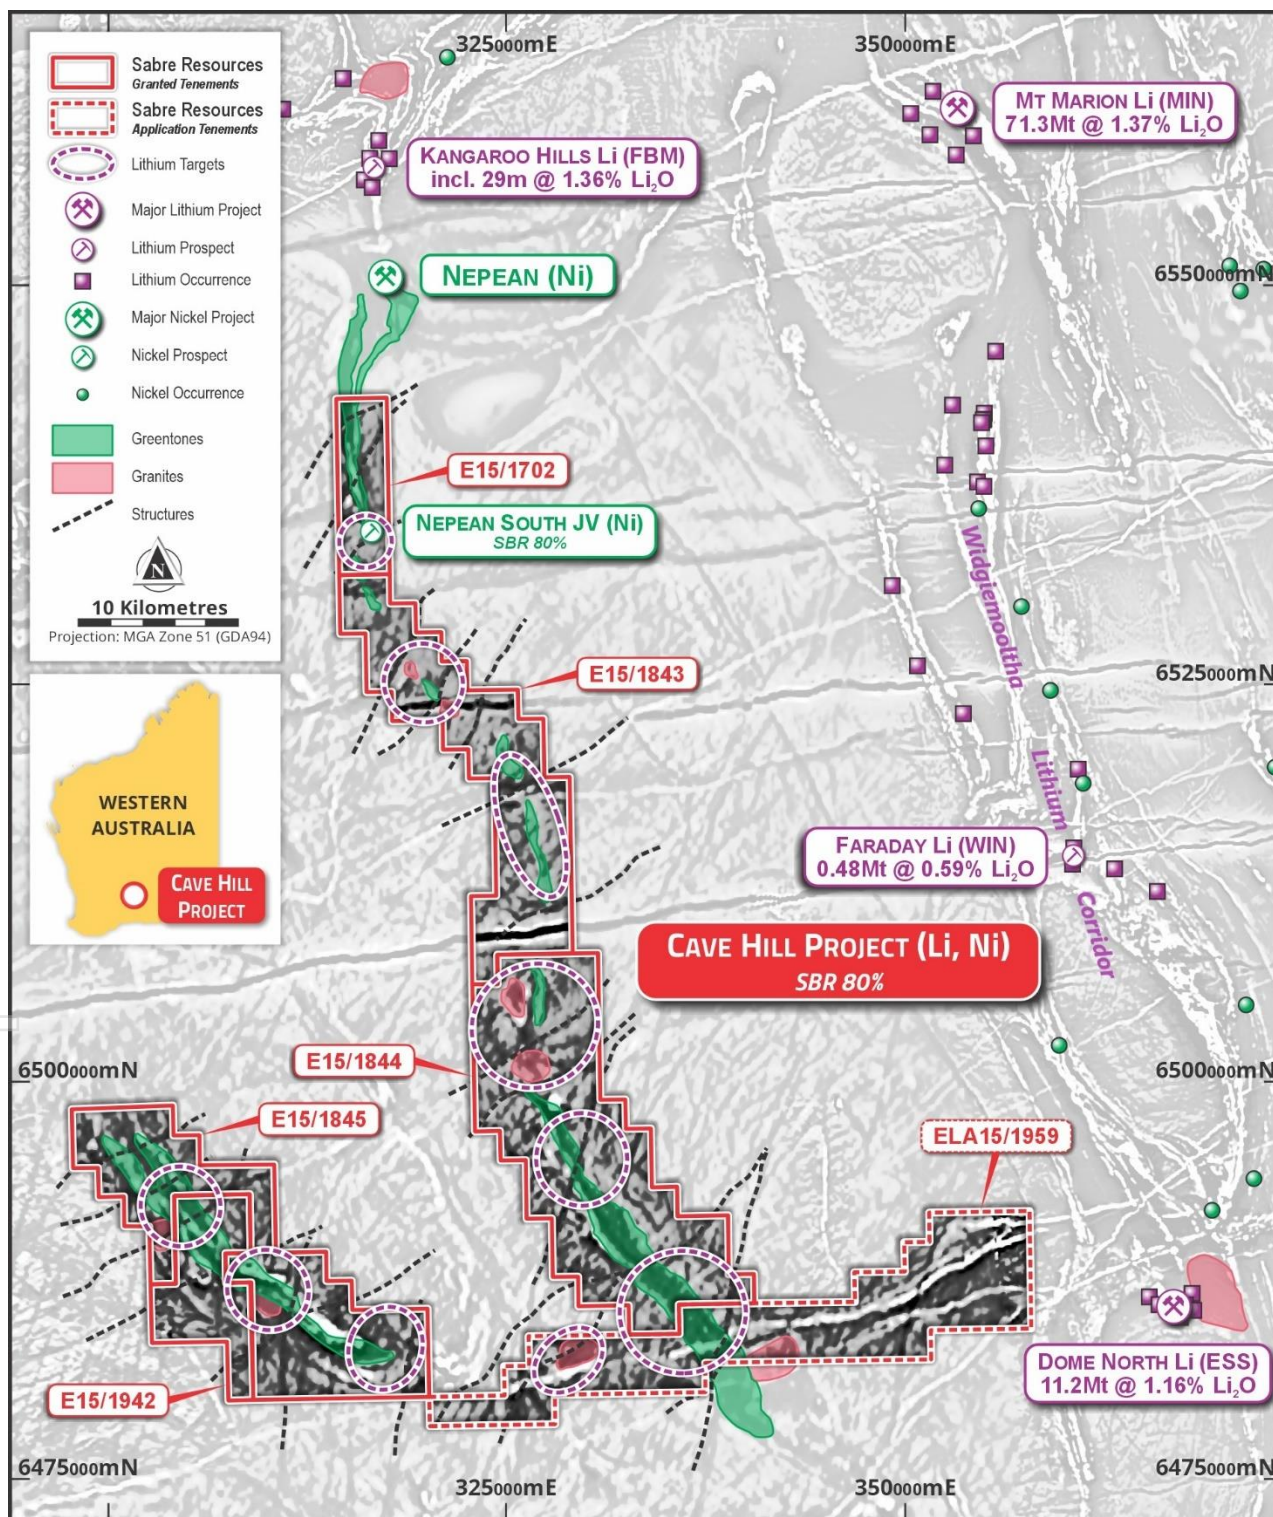 325000mE
350000mE
Sabre Resources
Granted Tenements
Sabre Resources
Application Tenements
Lithium Targets
Major Lithium Project
Lithium Prospect
Lithium Occurrence
Major Nickel Project
Nickel Prospect
Nickel Occurrence
Greentones
Granites
Structures
N
10 Kilometres
Projection: MGA Zone 51 (GDA94)
WESTERN
AUSTRALIA
CAVE HILL
PROJECT
MT MARION Li (MIN)
71.3Mt @ 1.37% Li₂O
KANGAROO HILLS Li (FBM)
incl. 29m @ 1.36% Li₂O
NEPEAN (Ni)
6550000mN
E15/1702
NEPEAN SOUTH JV (Ni)
SBR 80%
Widgiemooltha
Lithium
Corridor
E15/1843
6525000mN
FARADAY Li (WIN)
0.48Mt @ 0.59% Li₂O
CAVE HILL PROJECT (Li, Ni)
SBR 80%
E15/1844
6500000mN
6500000mN
E15/1845
ELA15/1959
DOME NORTH Li (ESS)
11.2Mt @ 1.16% Li₂O
E15/1942
6475000mN
325000mE
350000mE
6475000mN